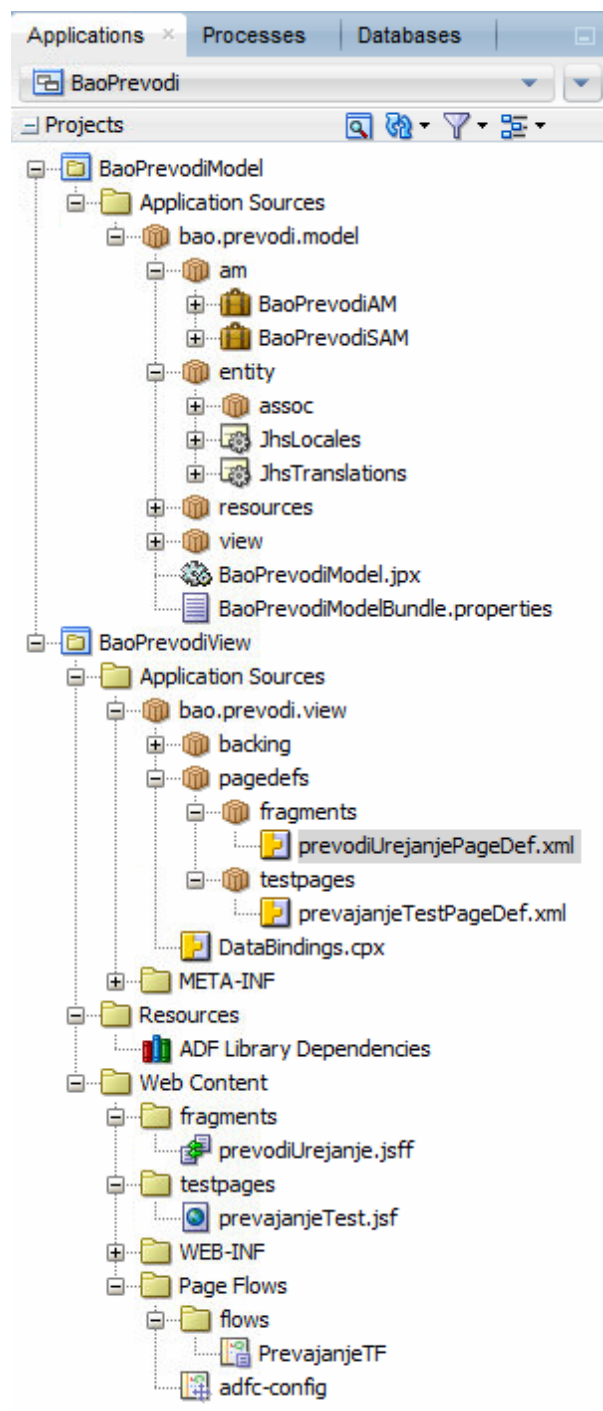 Applications × Processes Databases
BaoPrevodi
Projects
BaoPrevodiModel
Application Sources
bao.prevodi.model
am
BaoPrevodiAM
BaoPrevodiSAM
entity
assoc
JhsLocales
JhsTranslations
resources
view
BaoPrevodiModel.jpx
BaoPrevodiModelBundle.properties
BaoPrevodiView
Application Sources
bao.prevodi.view
backing
pagedefs
fragments
prevodiUrejanjePageDef.xml
testpages
prevajanjeTestPageDef.xml
DataBindings.cpx
META-INF
Resources
ADF Library Dependencies
Web Content
fragments
prevodiUrejanje.jsff
testpages
prevajanjeTest.jsf
WEB-INF
Page Flows
flows
PrevajanjeTF
adfc-config